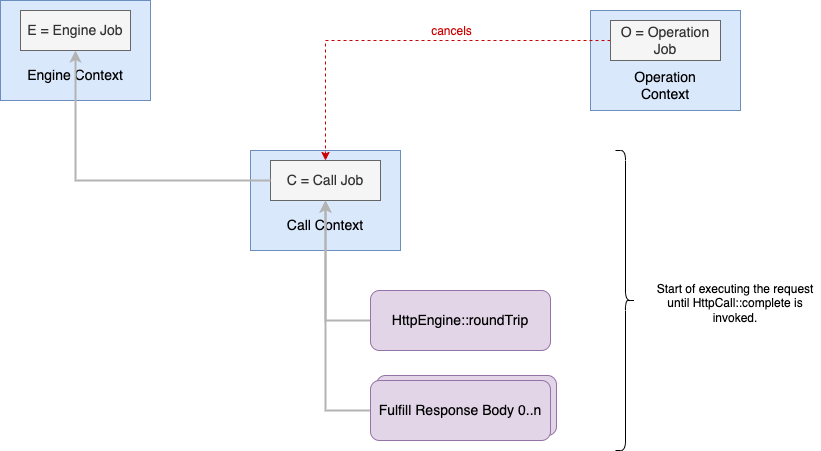 E = Engine Job
Engine Context
cancels
O = Operation
Job
Operation
Context
C = Call Job
Call Context
HttpEngine::roundTrip
Fulfill Response Body 0..n
Start of executing the request
until HttpCall::complete is
invoked.